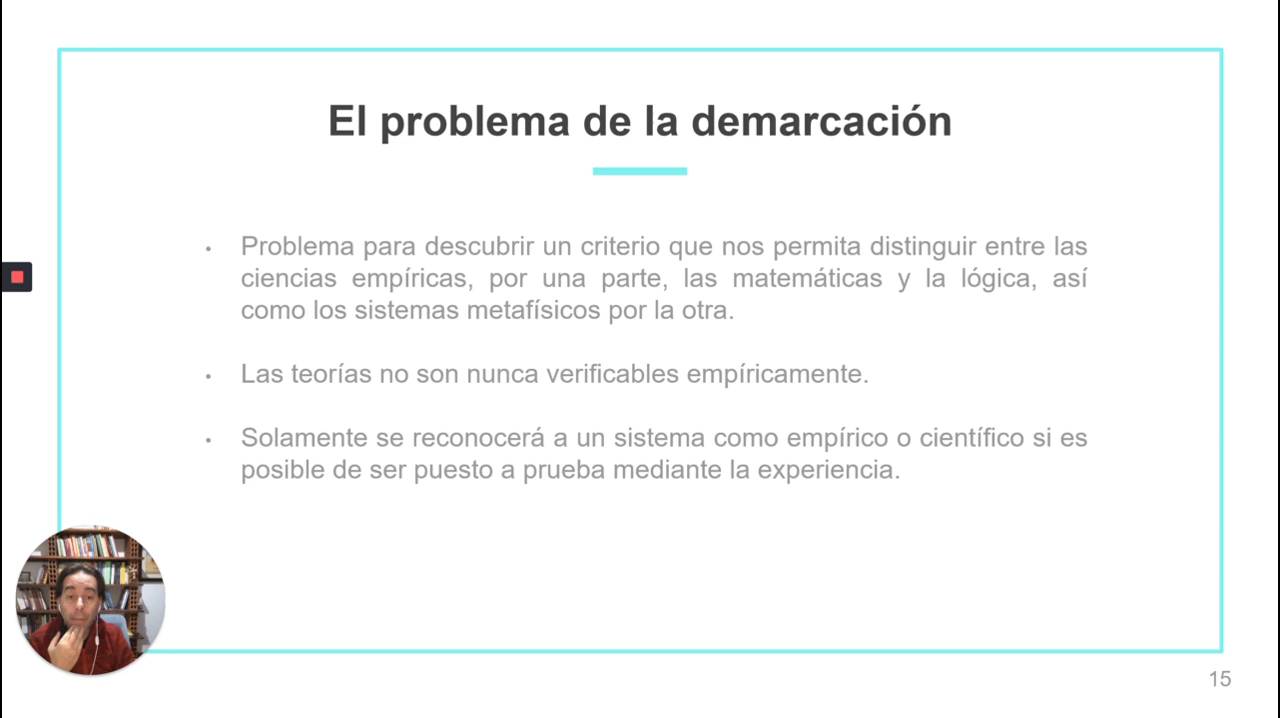 El problema de la demarcación
• Problema para descubrir un criterio que nos permita distinguir entre las
ciencias empíricas, por una parte, las matemáticas y la lógica, así
como los sistemas metafísicos por la otra.
• Las teorías no son nunca verificables empíricamente.
• Solamente se reconocerá a un sistema como empírico o científico si es
posible de ser puesto a prueba mediante la experiencia.
15